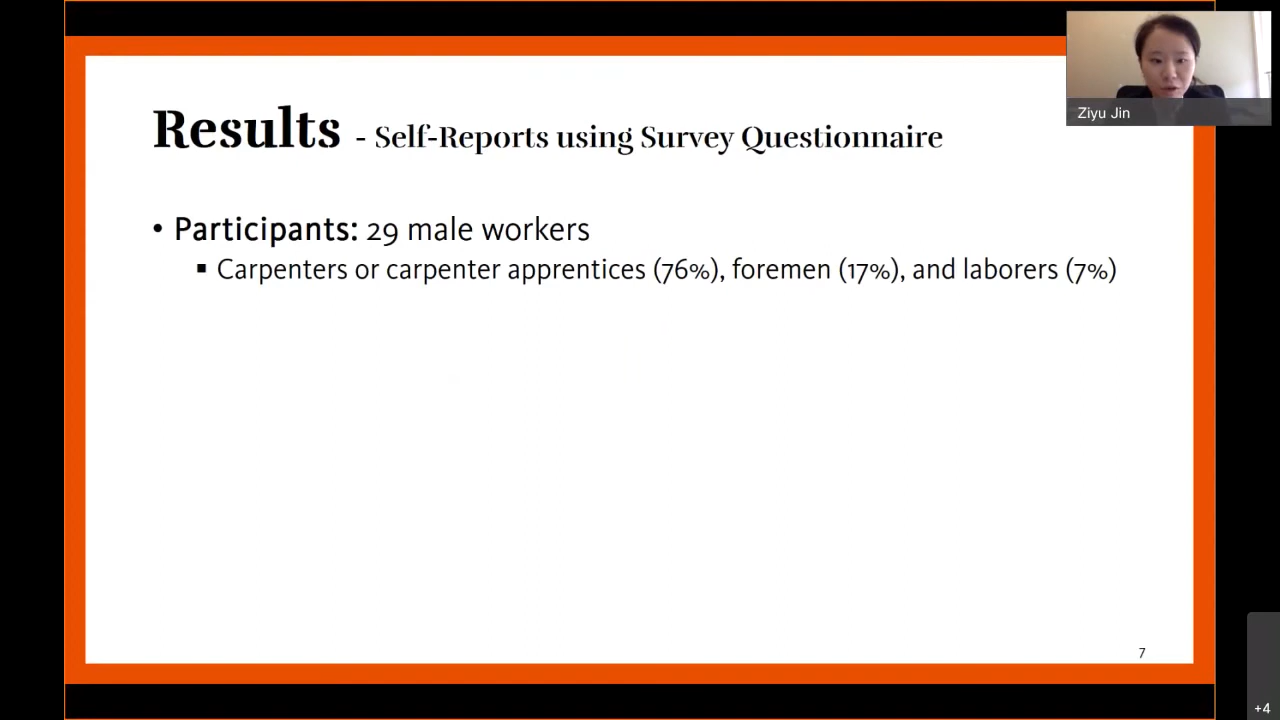 Results - Self-Reports using Survey Questionnaire
Ziyu Jin
• Participants: 29 male workers
▪ Carpenters or carpenter apprentices (76%), foremen (17%), and laborers (7%)
7
+4